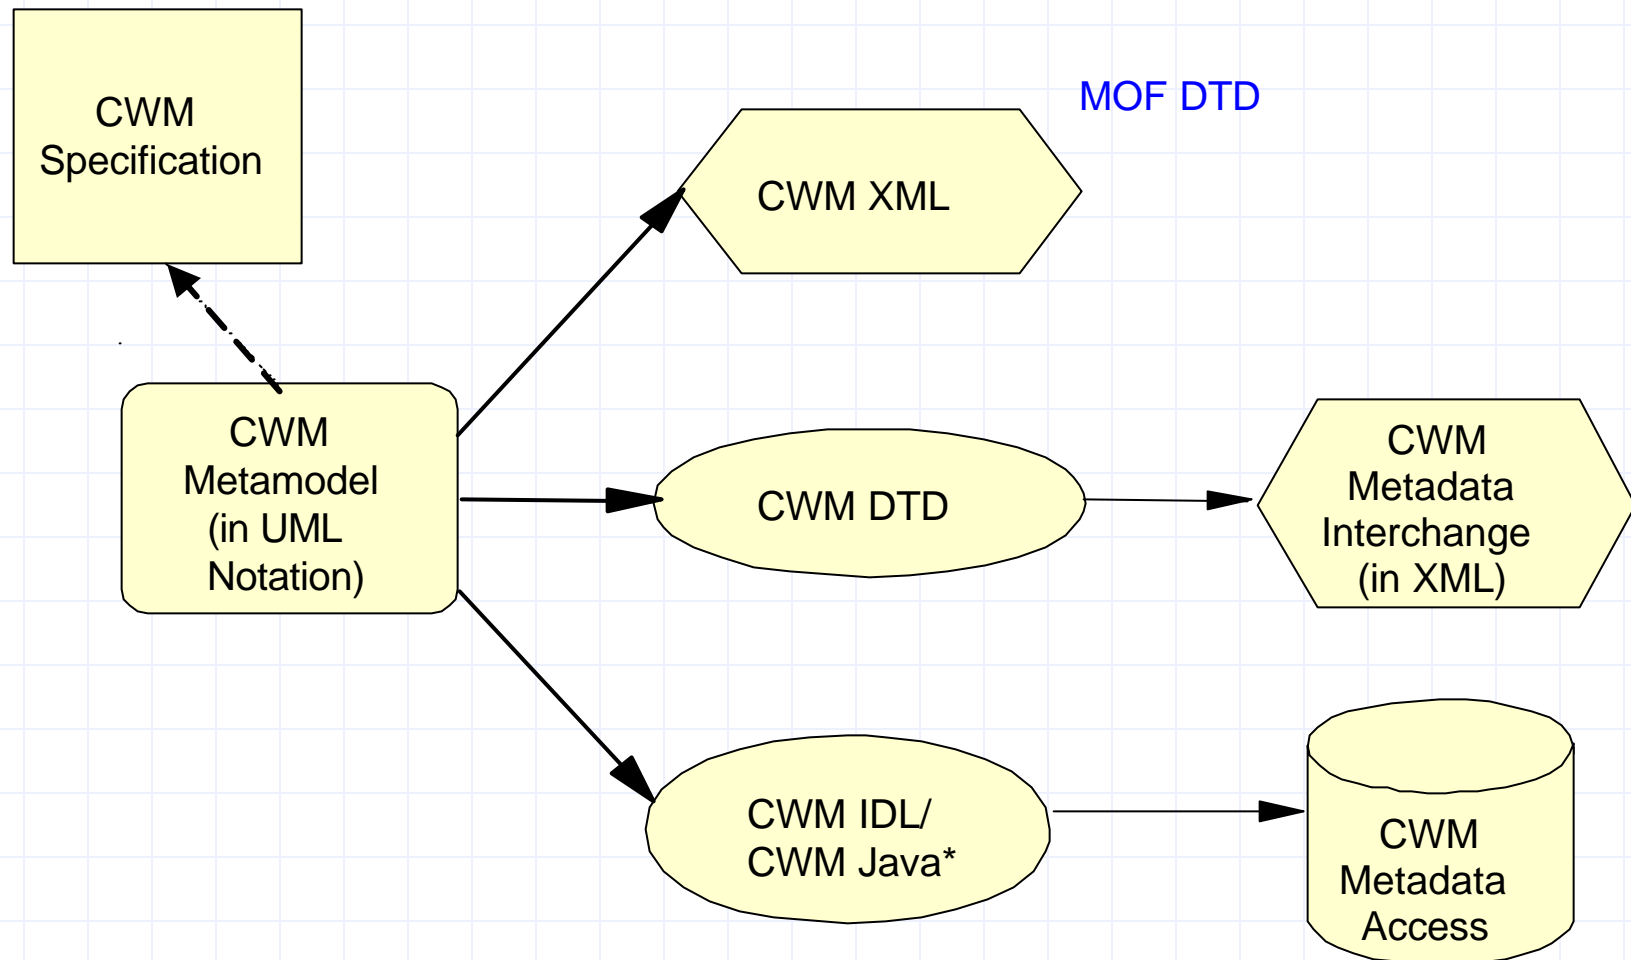 CWM
Specification
MOF DTD
CWM XML
CWM
Metamodel
(in UML
Notation)
CWM DTD
CWM
Metadata
Interchange
(in XML)
CWM IDL/
CWM Java*
CWM
Metadata
Access